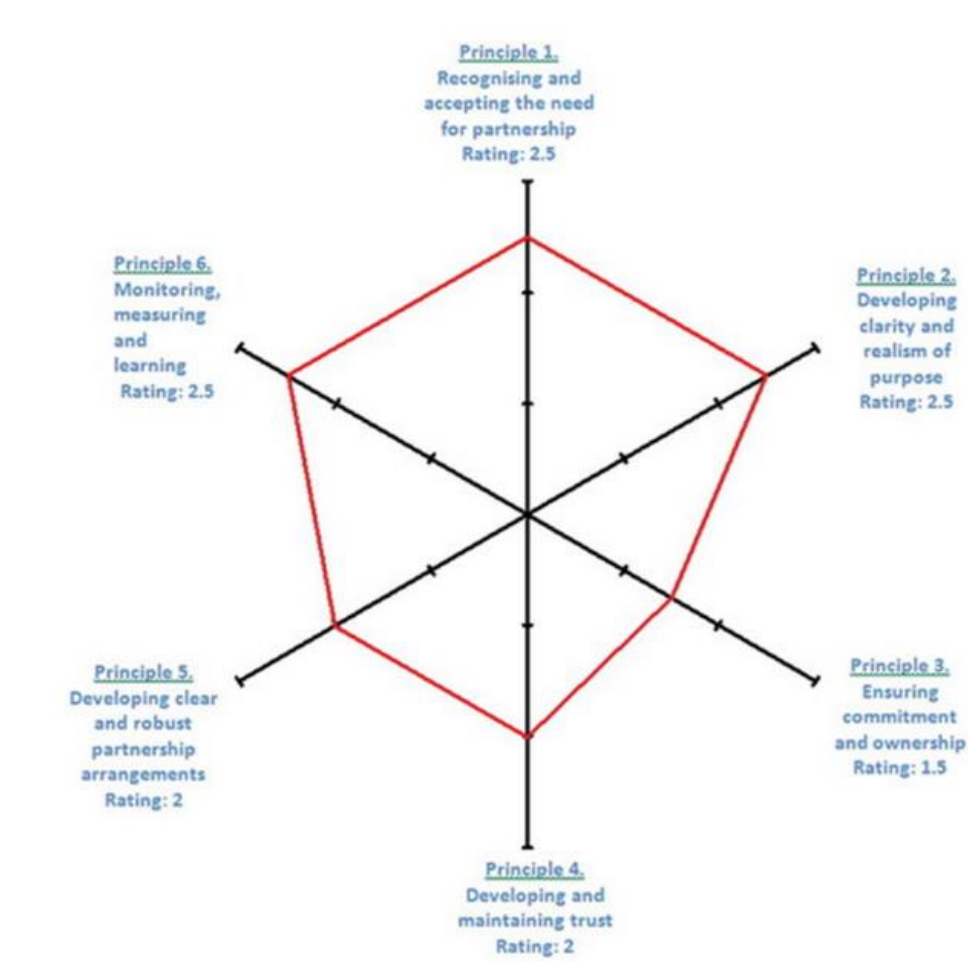 Principle 1.
Recognising and
accepting the need
for partnership
Rating: 2.5
Principle 2.
Developing
clarity and
realism of
purpose
Rating: 2.5
Principle 3.
Ensuring
commitment
and ownership
Rating: 1.5
Principle 4.
Developing and
maintaining trust
Rating: 2
Principle 5.
Developing clear
and robust
partnership
arrangements
Rating: 2
Principle 6.
Monitoring,
measuring
and
learning
Rating: 2.5